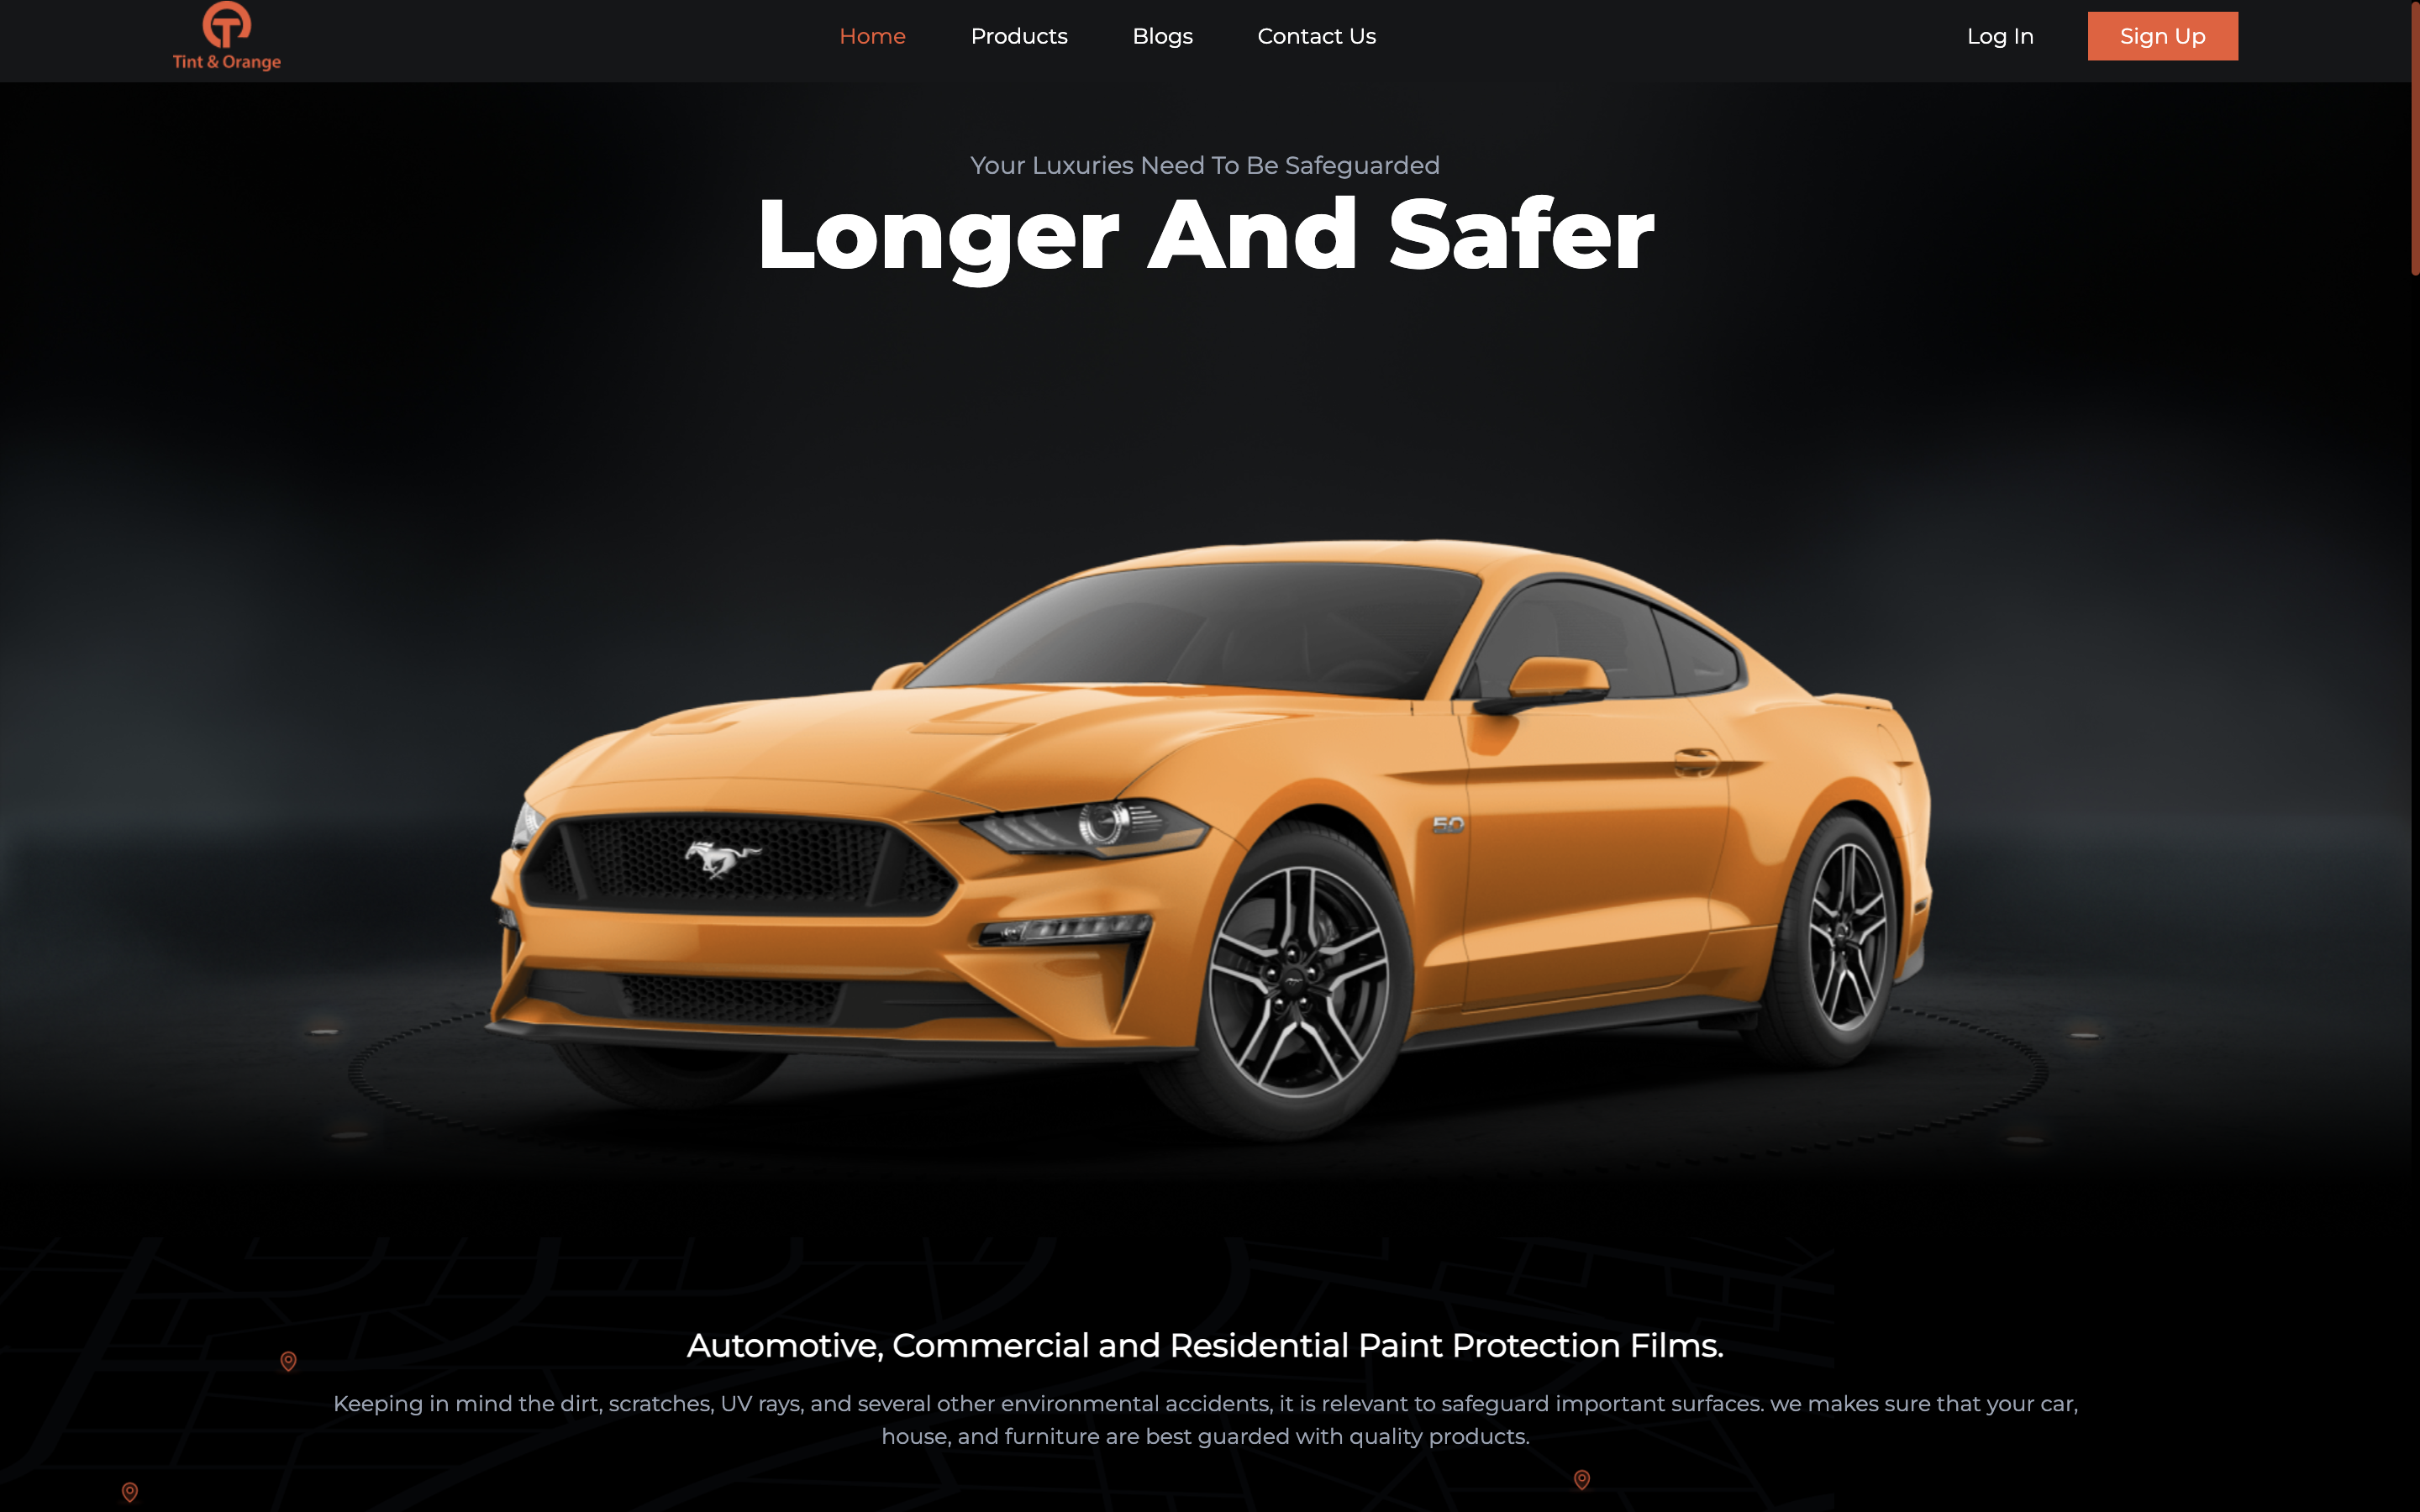 Tint & Orange
Home
Products
Blogs
Contact Us
Log In
Sign Up
Your Luxuries Need To Be Safeguarded
Longer And Safer
5.0
Automotive, Commercial and Residential Paint Protection Films.
Keeping in mind the dirt, scratches, UV rays, and several other environmental accidents, it is relevant to safeguard important surfaces. we makes sure that your car,
house, and furniture are best guarded with quality products.